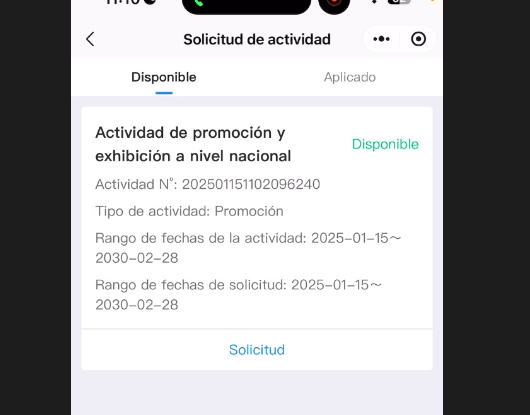 Solicitud de actividad
Disponible
Aplicado
Actividad de promoción y
exhibición a nivel nacional
Disponible
Actividad N°: 202501151102096240
Tipo de actividad: Promoción
Rango de fechas de la actividad: 2025-01-15～
2030-02-28
Rango de fechas de solicitud: 2025-01-15～
2030-02-28
Solicitud